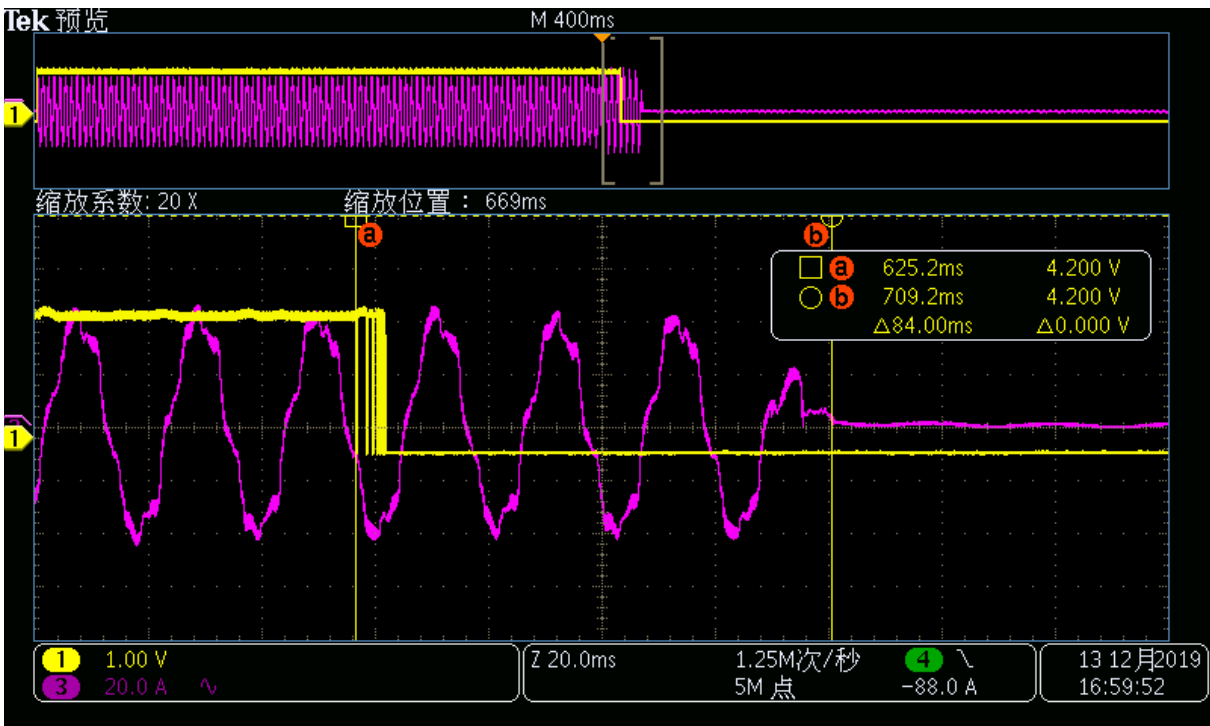 Tek 预览 M 400ms
1
缩放系数: 20 X 缩放位置： 669ms
a b
a 625.2ms 4.200 V
b 709.2ms 4.200 V
△84.00ms △0.000 V
1
1 1.00 V Z 20.0ms 1.25M次/秒 4 13 12月2019
3 20.0 A 5M 点 -88.0 A 16:59:52